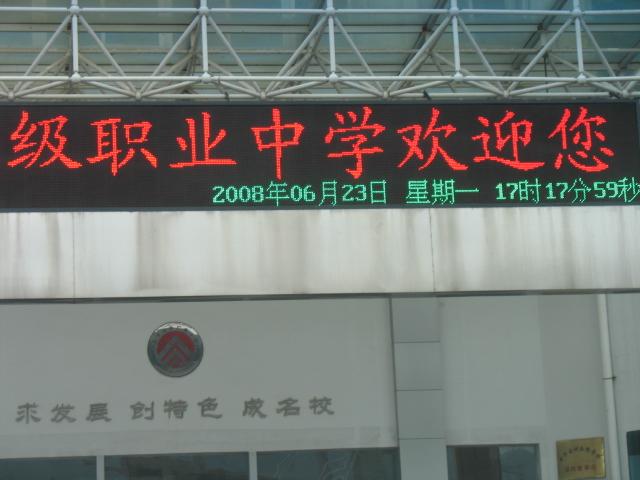 级职业中学欢迎您
2008年06月23日 星期一 17时17分59秒
求发展 创特色 成名校